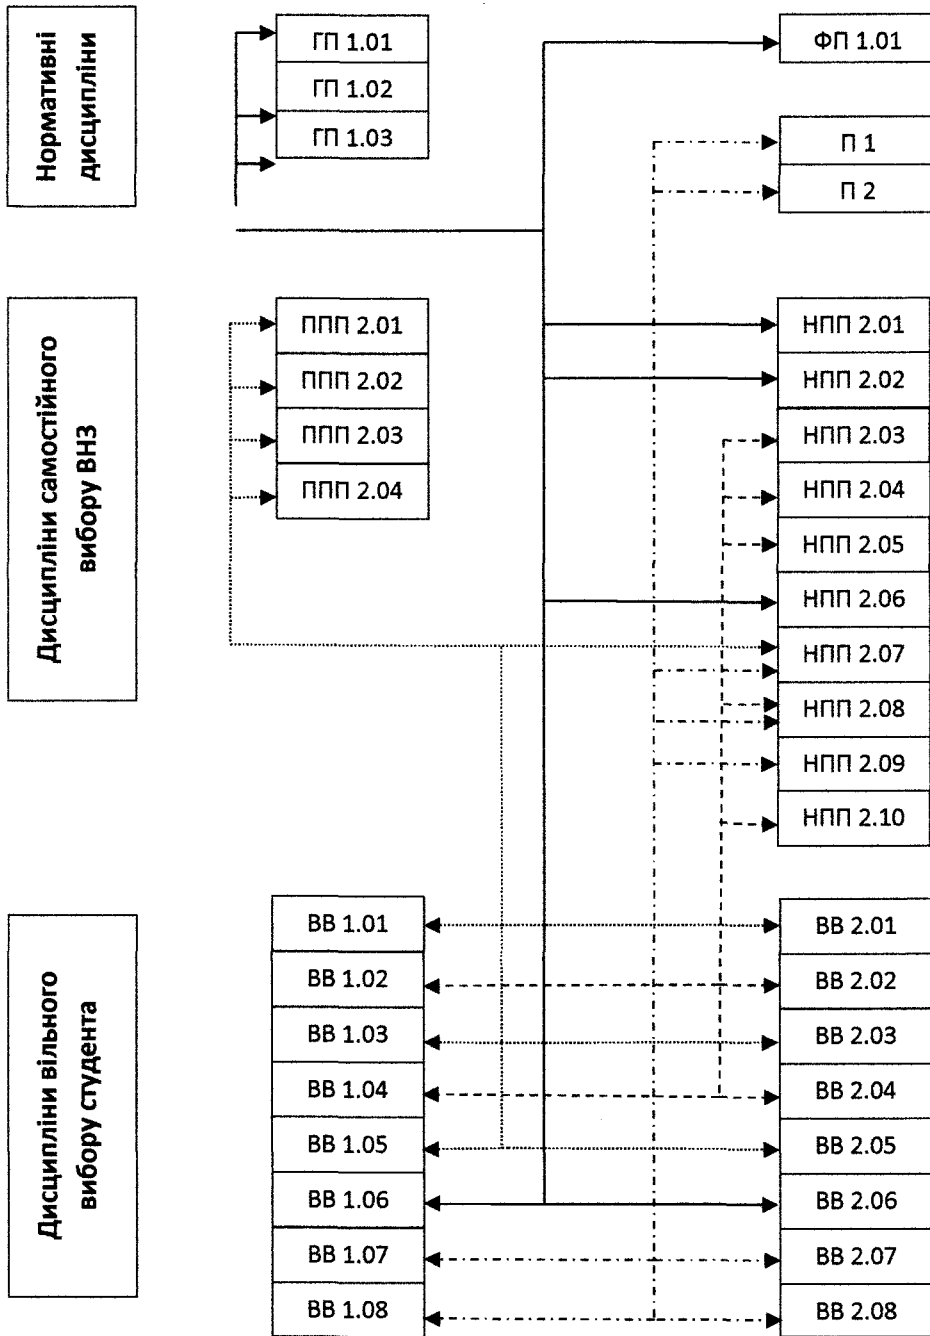 Нормативні
дисципліни
ГП 1.01
ГП 1.02
ГП 1.03
ФП 1.01
П 1
П 2
Дисципліни самостійного
вибору ВНЗ
ППП 2.01
ППП 2.02
ППП 2.03
ППП 2.04
НПП 2.01
НПП 2.02
НПП 2.03
НПП 2.04
НПП 2.05
НПП 2.06
НПП 2.07
НПП 2.08
НПП 2.09
НПП 2.10
Дисципліни вільного
вибору студента
ВВ 1.01
ВВ 1.02
ВВ 1.03
ВВ 1.04
ВВ 1.05
ВВ 1.06
ВВ 1.07
ВВ 1.08
ВВ 2.01
ВВ 2.02
ВВ 2.03
ВВ 2.04
ВВ 2.05
ВВ 2.06
ВВ 2.07
ВВ 2.08